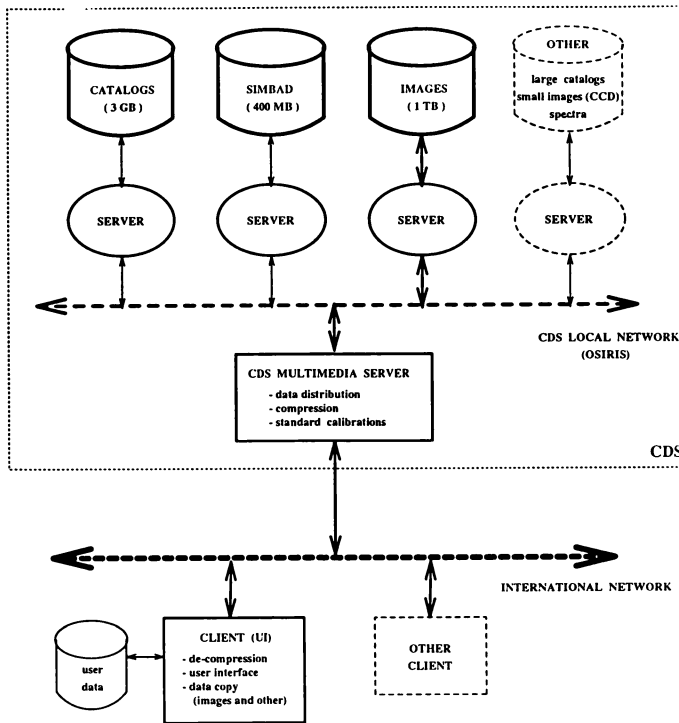 CATALOGS
( 3 GB )
SIMBAD
( 400 MB )
IMAGES
( 1 TB )
OTHER
large catalogs
small images (CCD)
spectra
SERVER
SERVER
SERVER
SERVER
CDS LOCAL NETWORK
(OSIRIS)
CDS MULTIMEDIA SERVER
- data distribution
- compression
- standard calibrations
CDS
INTERNATIONAL NETWORK
user
data
CLIENT (UI)
- de-compression
- user interface
- data copy
(images and other)
OTHER
CLIENT